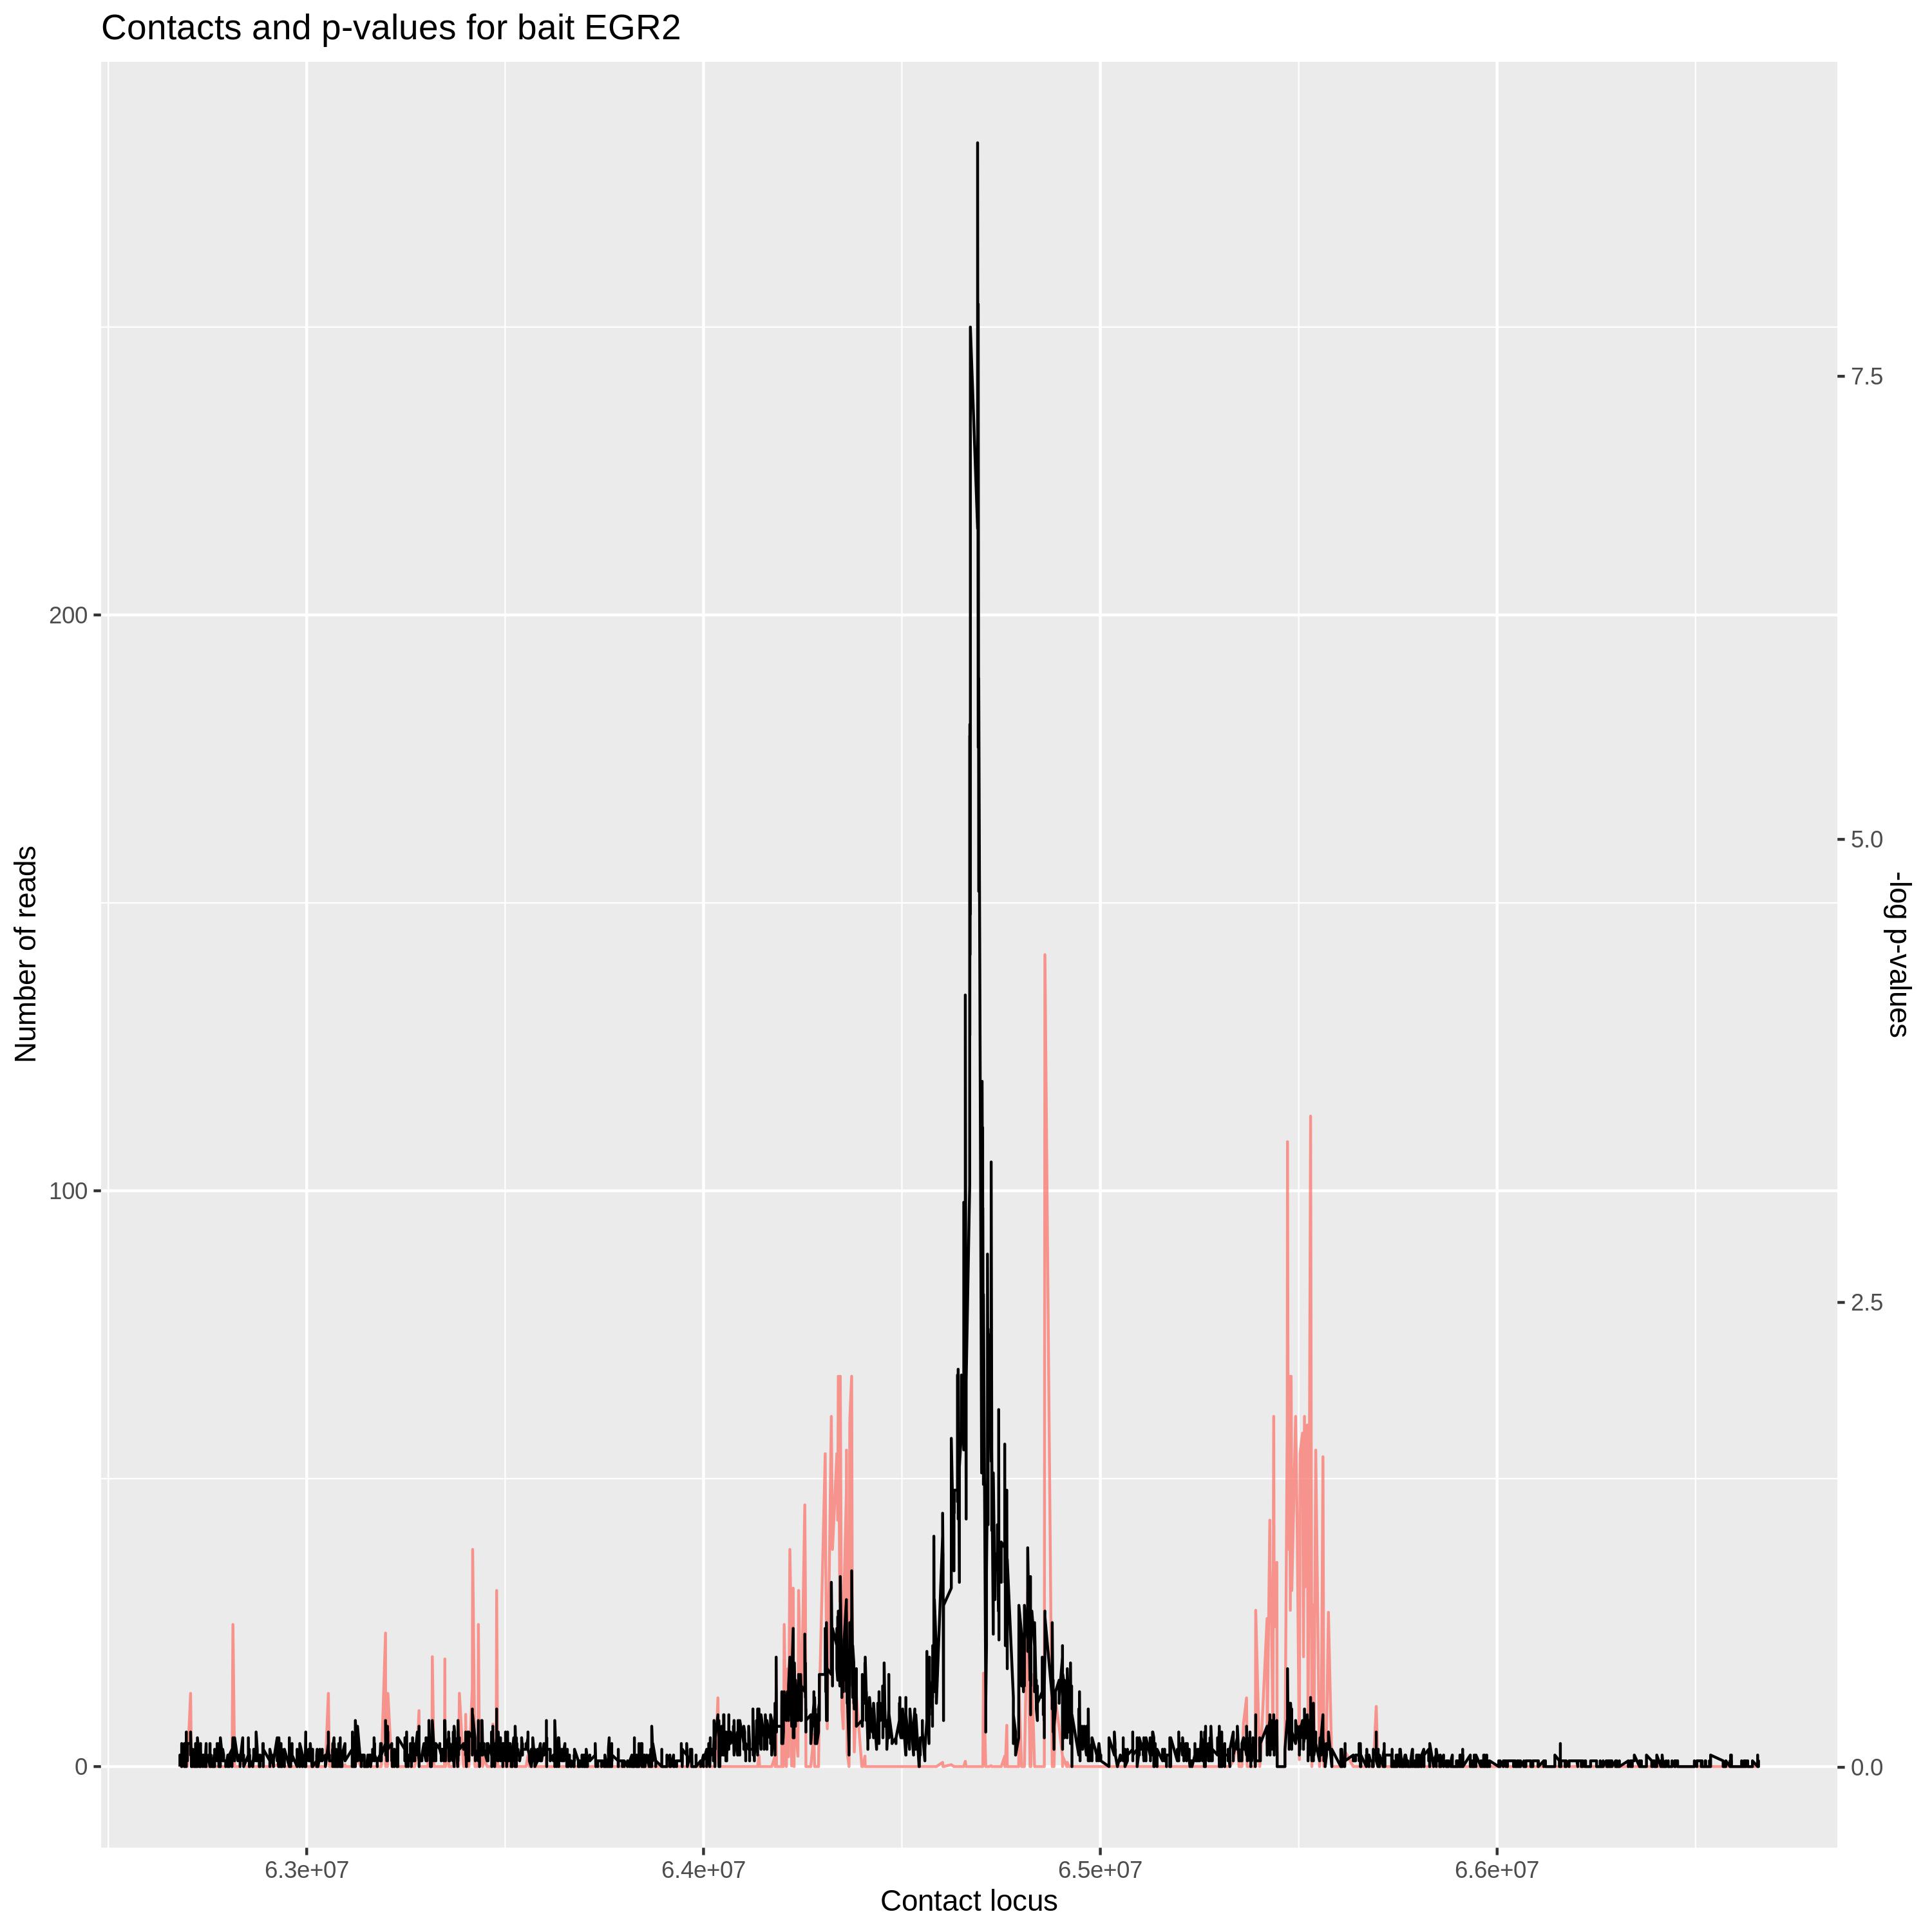 Contacts and p-values for bait EGR2
Number of reads
200
100
0
7.5
5.0
2.5
0.0
-log p-values
6.3e+07 6.4e+07 6.5e+07 6.6e+07
Contact locus